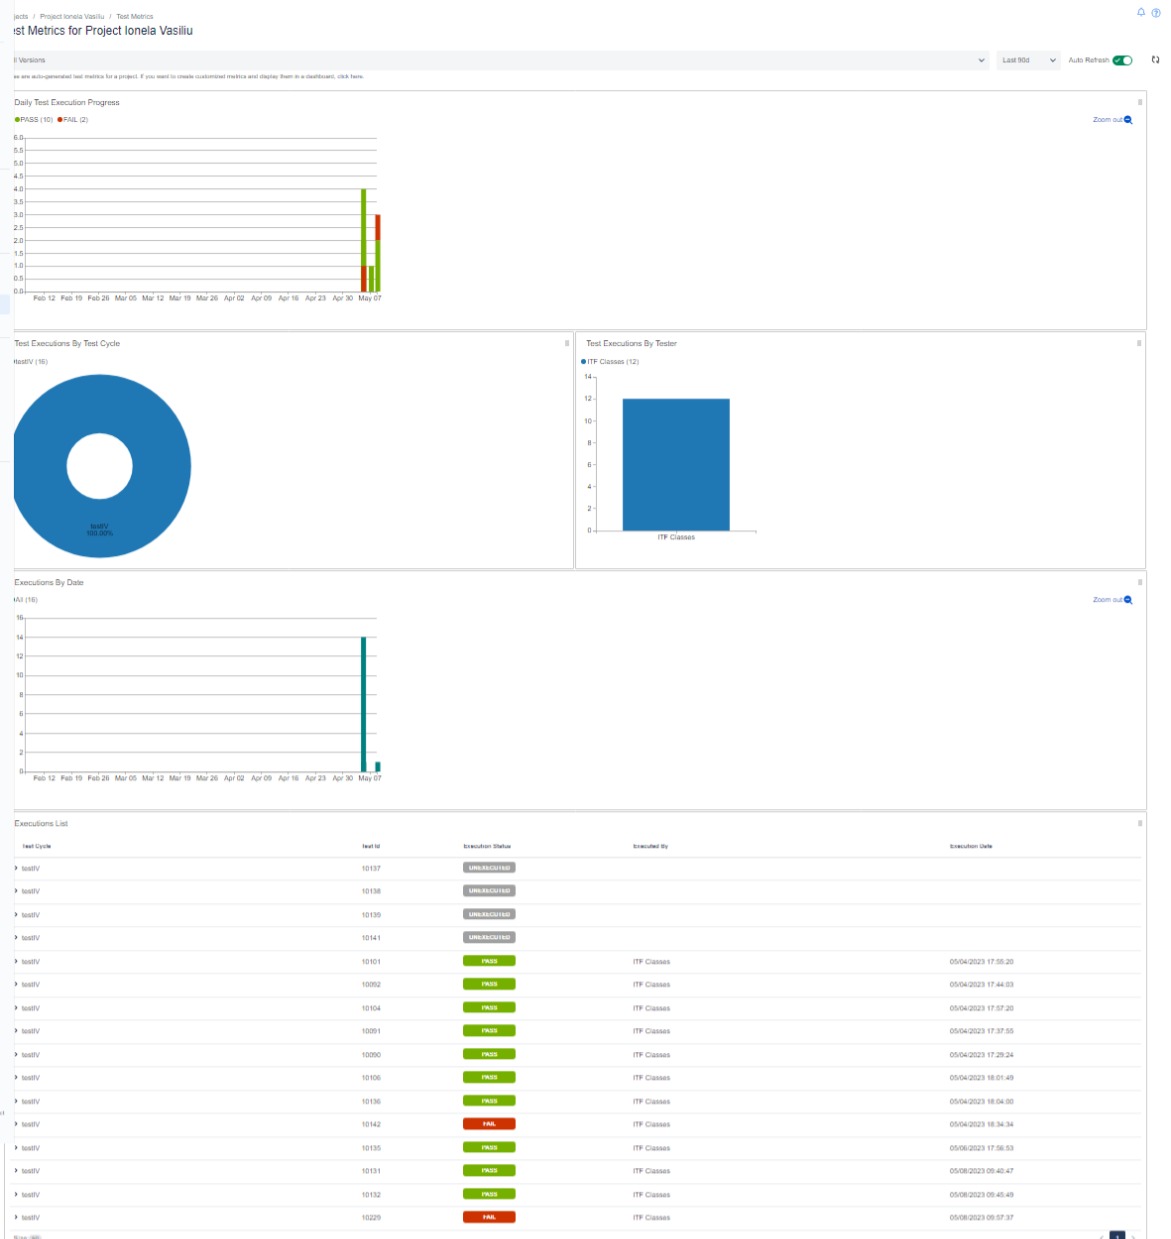 jects / Project Ionela Vasiliu / Test Metrics
est Metrics for Project Ionela Vasiliu
ll Versions
Last 90d
Auto Refresh
se are auto-generated test metrics for a project. If you want to create customized metrics and display them in a dashboard, click here.
Daily Test Execution Progress
PASS (10) FAIL (2)
Zoom out
6.0
5.5
5.0
4.5
4.0
3.5
3.0
2.5
2.0
1.5
1.0
0.5
0.0
Feb 12 Feb 19 Feb 26 Mar 05 Mar 12 Mar 19 Mar 26 Apr 02 Apr 09 Apr 16 Apr 23 Apr 30 May 07
Test Executions By Test Cycle
testIV (16)
testIV
100.00%
Test Executions By Tester
ITF Classes (12)
14
12
10
8
6
4
2
0
ITF Classes
Executions By Date
All (16)
Zoom out
16
14
12
10
8
6
4
2
0
Feb 12 Feb 19 Feb 26 Mar 05 Mar 12 Mar 19 Mar 26 Apr 02 Apr 09 Apr 16 Apr 23 Apr 30 May 07
Executions List
Test Cycle Test Id Execution Status Executed By Execution Date
testIV 10137 UNEXECUTED
testIV 10138 UNEXECUTED
testIV 10139 UNEXECUTED
testIV 10141 UNEXECUTED
testIV 10101 PASS ITF Classes 05/04/2023 17:55:20
testIV 10092 PASS ITF Classes 05/04/2023 17:44:03
testIV 10104 PASS ITF Classes 05/04/2023 17:57:20
testIV 10091 PASS ITF Classes 05/04/2023 17:37:55
testIV 10090 PASS ITF Classes 05/04/2023 17:29:24
testIV 10106 PASS ITF Classes 05/04/2023 18:01:49
testIV 10136 PASS ITF Classes 05/04/2023 18:04:00
testIV 10142 FAIL ITF Classes 05/04/2023 18:34:34
testIV 10135 PASS ITF Classes 05/06/2023 17:56:53
testIV 10131 PASS ITF Classes 05/08/2023 09:40:47
testIV 10132 PASS ITF Classes 05/08/2023 09:45:49
testIV 10229 FAIL ITF Classes 05/08/2023 09:57:37
1